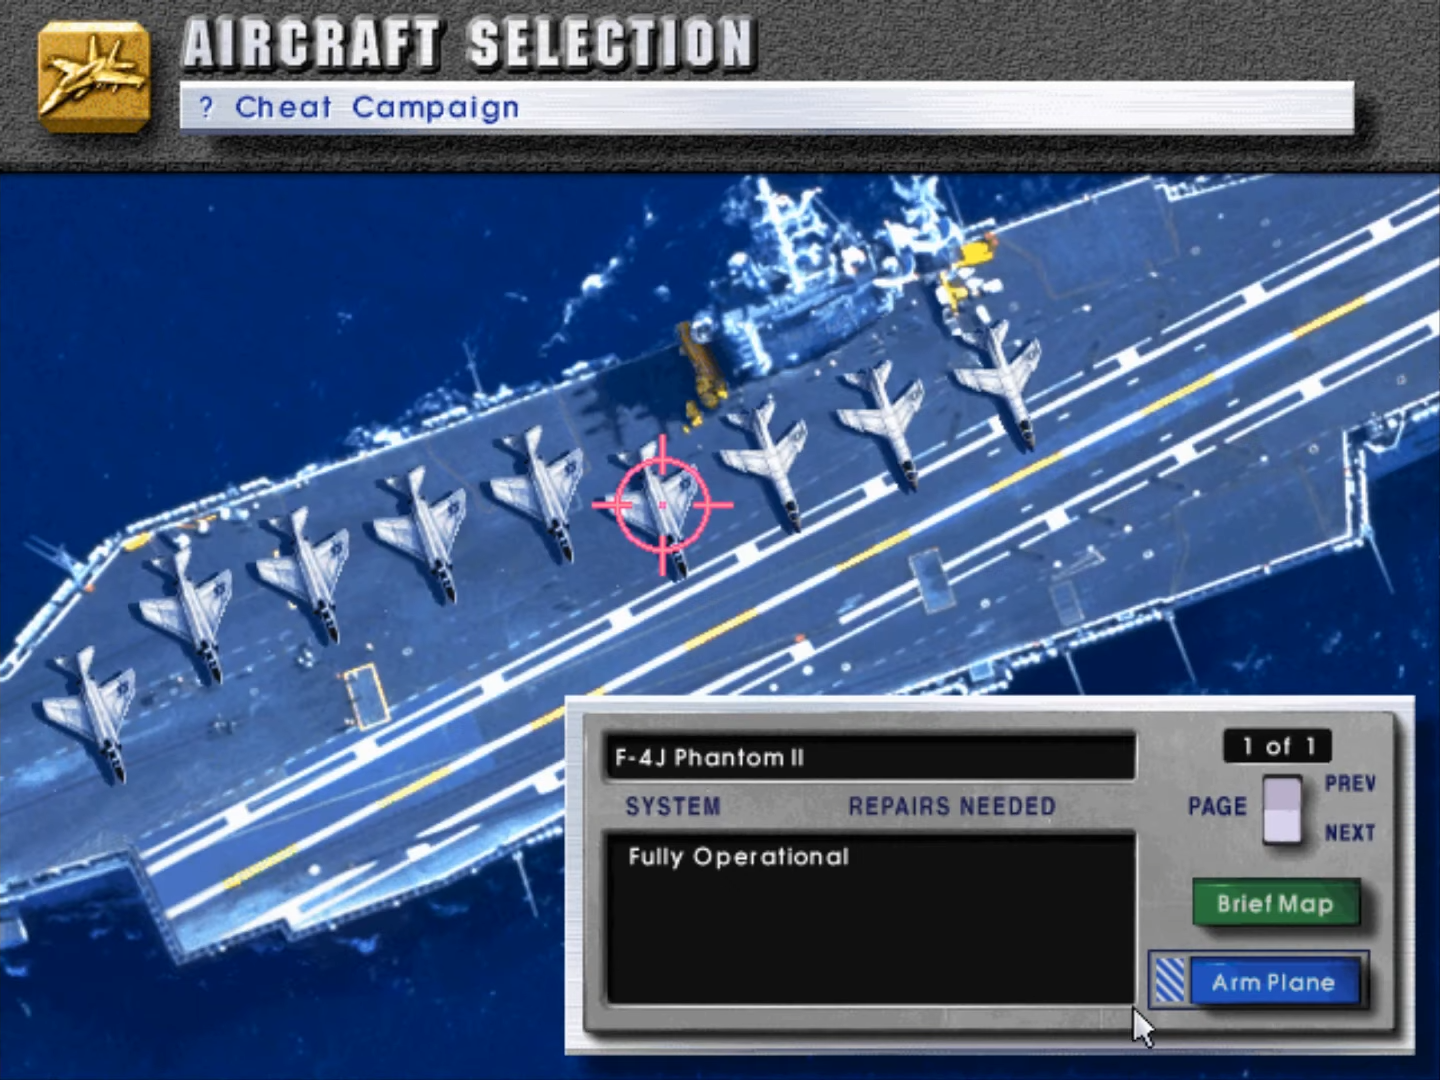 AIRCRAFT SELECTION
? Cheat Campaign
F-4J Phantom II
1 of 1
SYSTEM REPAIRS NEEDED
PAGE
PREV
NEXT
Fully Operational
Brief Map
Arm Plane